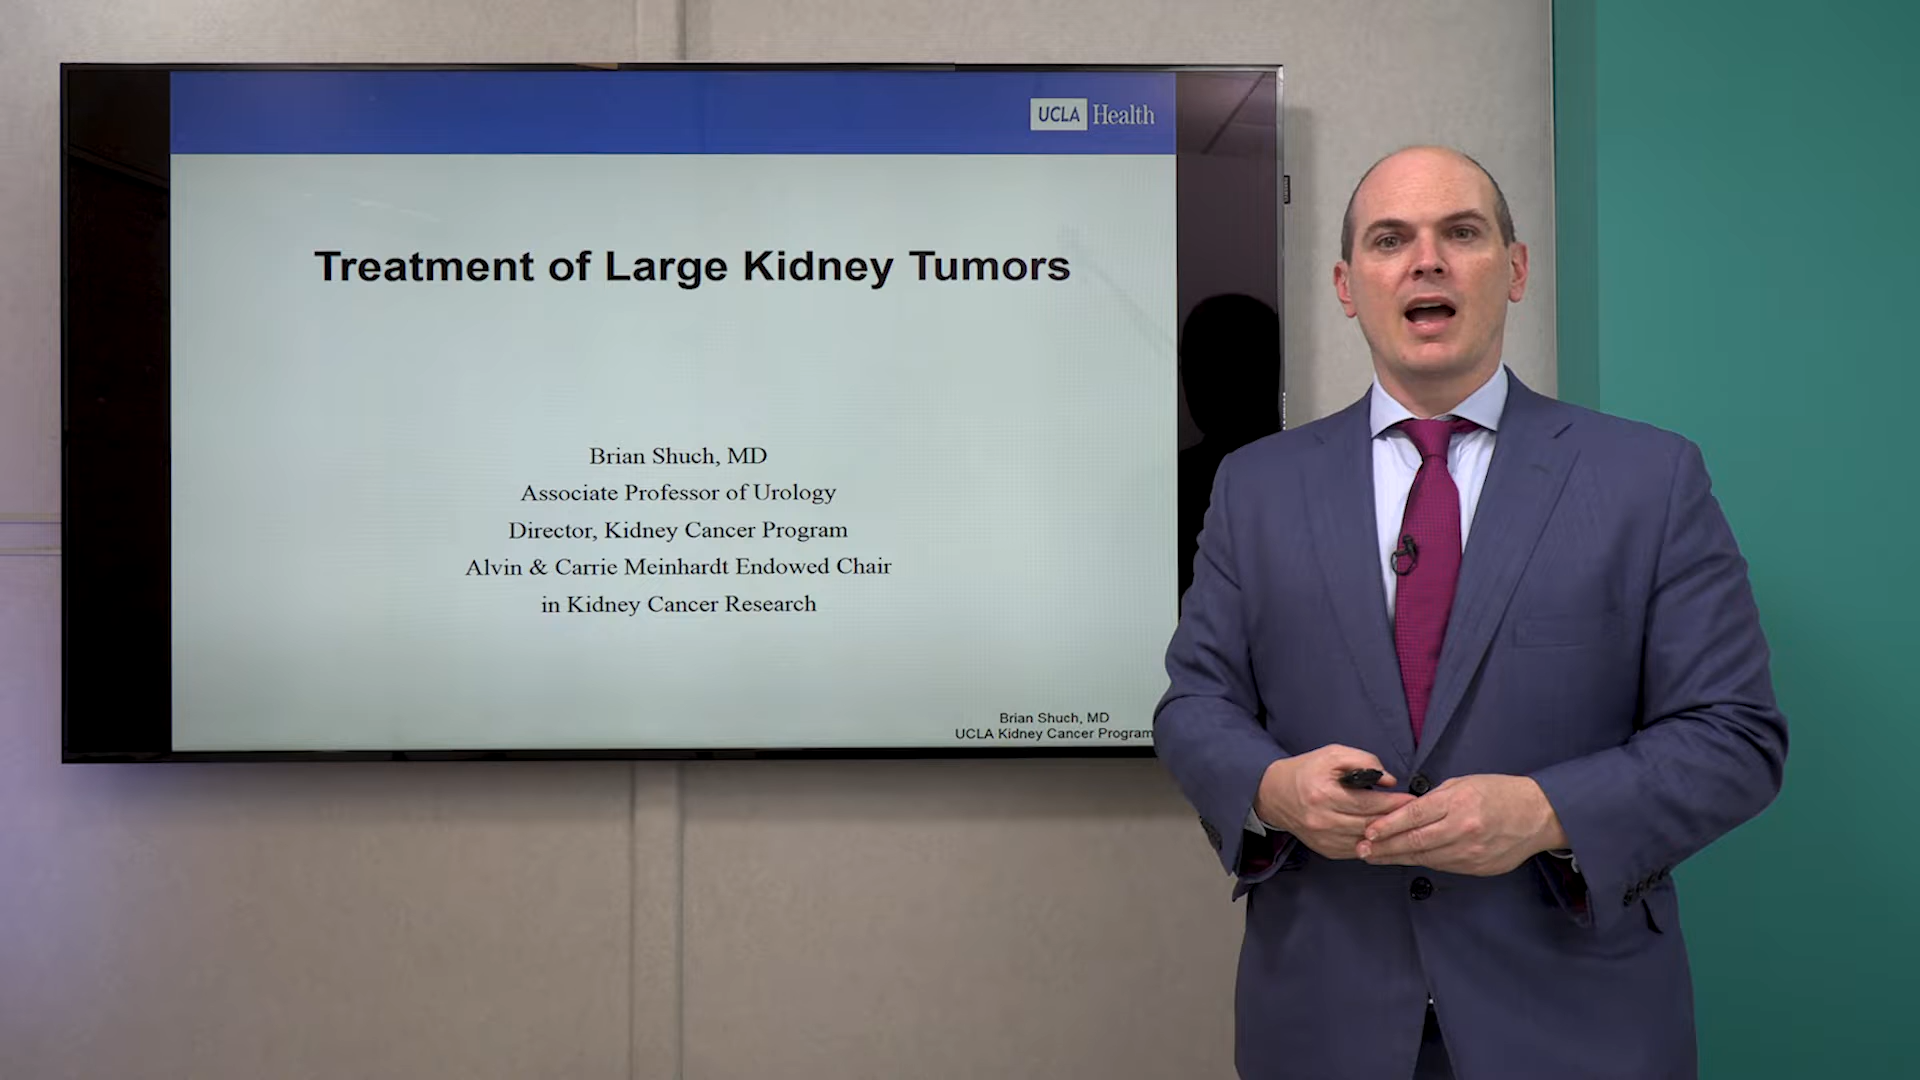 UCLA Health
Treatment of Large Kidney Tumors
Brian Shuch, MD
Associate Professor of Urology
Director, Kidney Cancer Program
Alvin & Carrie Meinhardt Endowed Chair
in Kidney Cancer Research
Brian Shuch, MD
UCLA Kidney Cancer Program